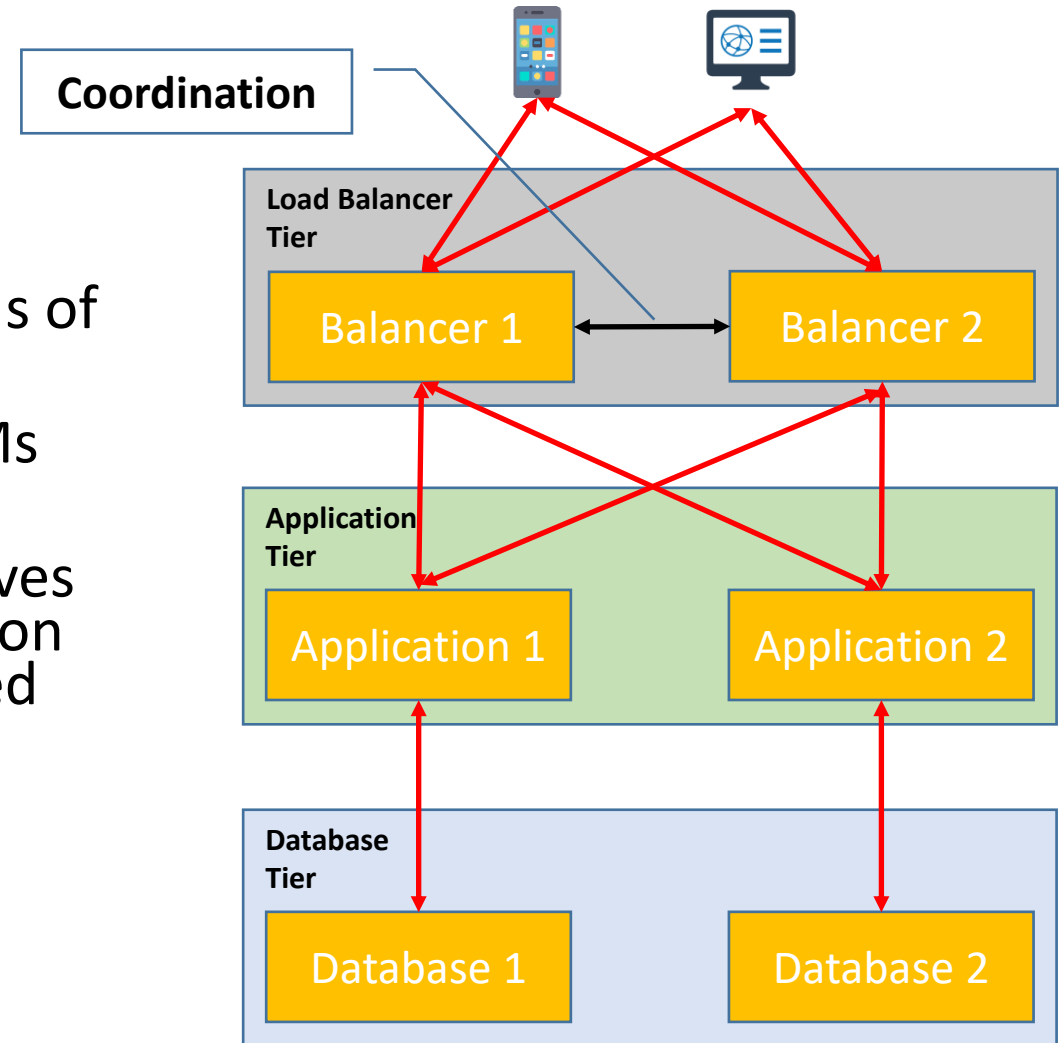 Coordination
Load Balancer
Tier
Balancer 1
Balancer 2
s of
Ms
Application
Tier
ves
on
ed
Application 1
Application 2
Database
Tier
Database 1
Database 2